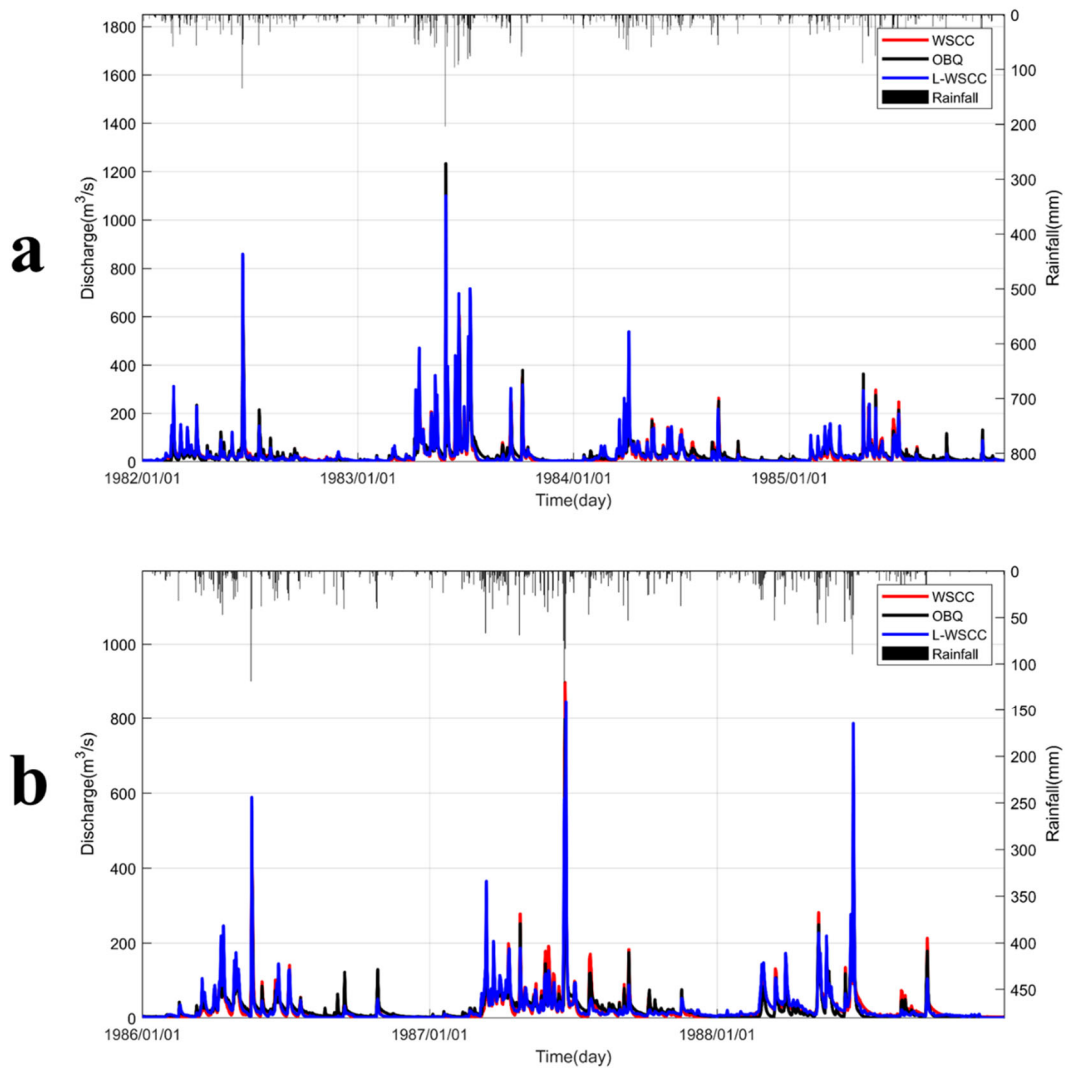 a
1800
1600
1400
1200
1000
800
600
400
200
0
Discharge(m³/s)
0
100
200
300
400
500
600
700
800
Rainfall(mm)
WSCC
OBQ
L-WSCC
Rainfall
1982/01/01
1983/01/01
1984/01/01
1985/01/01
Time(day)
b
1000
800
600
400
200
0
Discharge(m³/s)
0
50
100
150
200
250
300
350
400
450
Rainfall(mm)
WSCC
OBQ
L-WSCC
Rainfall
1986/01/01
1987/01/01
1988/01/01
Time(day)